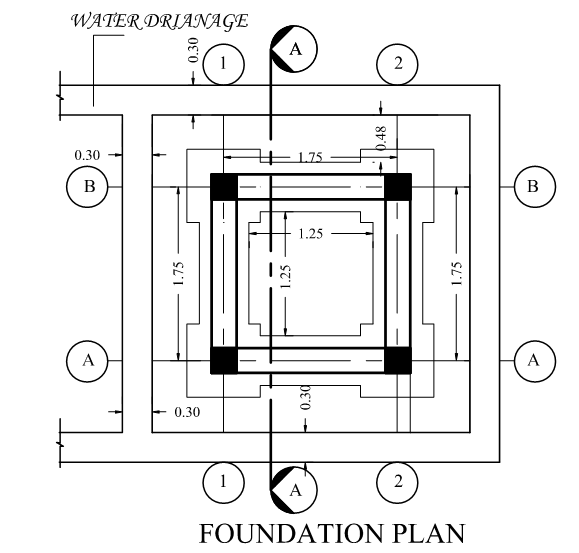 WATER DRIANAGE
0.30
A
1
2
0.48
0.30
1.75
B
B
1.25
1.75
1.25
1.75
A
A
0.30
0.30
1
A
2
FOUNDATION PLAN